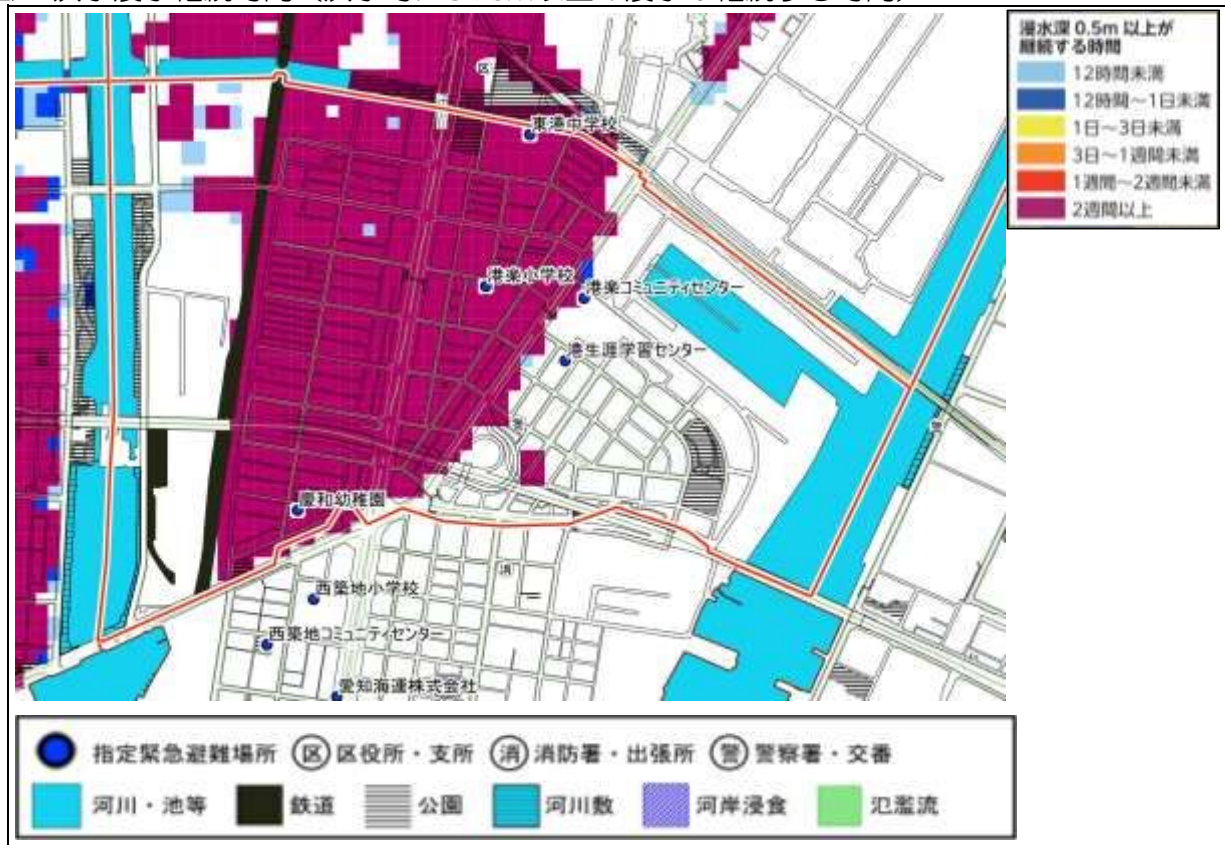 浸水深 0.5m 以上が
継続する時間
12時間未満
12時間～1日未満
1日～3日未満
3日～1週間未満
1週間～2週間未満
2週間以上
区
東港中学校
港楽小学校
港楽コミュニティセンター
港生涯学習センター
警
慶和幼稚園
消
西築地小学校
西築地コミュニティセンター
愛知海運株式会社
指定緊急避難場所 区 区役所・支所 消 消防署・出張所 警 警察署・交番
河川・池等 鉄道 公園 河川敷 河岸浸食 氾濫流